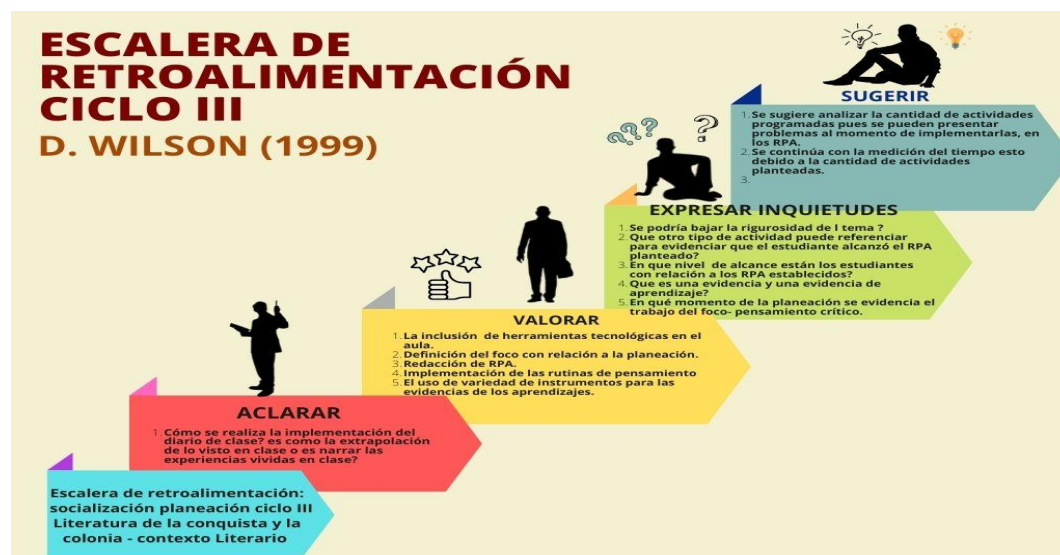 ESCALERA DE
RETROALIMENTACIÓN
CICLO III
D. WILSON (1999)
SUGERIR
1. Se sugiere analizar la cantidad de actividades
programadas pues se pueden presentar
problemas al momento de implementarlas, en
los RPA.
2. Se continúa con la medición del tiempo esto
debido a la cantidad de actividades
planteadas.
3.
EXPRESAR INQUIETUDES
1. Se podría bajar la rigurosidad de l tema ?
2. Que otro tipo de actividad puede referenciar
para evidenciar que el estudiante alcanzó el RPA
planteado?
3. En que nivel de alcance están los estudiantes
con relación a los RPA establecidos?
4. Que es una evidencia y una evidencia de
aprendizaje?
5. En qué momento de la planeación se evidencia el
trabajo del foco- pensamiento crítico.
VALORAR
1. La inclusión de herramientas tecnológicas en el
aula.
2. Definición del foco con relación a la planeación.
3. Redacción de RPA.
4. Implementación de las rutinas de pensamiento
5. El uso de variedad de instrumentos para las
evidencias de los aprendizajes.
ACLARAR
1. Cómo se realiza la implementación del
diario de clase? es como la extrapolación
de lo visto en clase o es narrar las
experiencias vividas en clase?
Escalera de retroalimentación:
socialización planeación ciclo III
Literatura de la conquista y la
colonia - contexto Literario